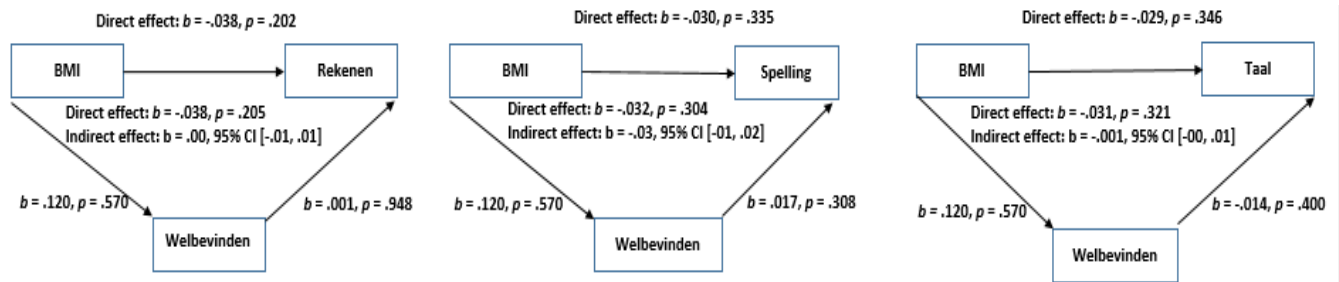 Direct effect: b = -.038, p = .202
BMI
Rekenen
Direct effect: b = -.038, p = .205
Indirect effect: b = .00, 95% CI [-.01, .01]
b = .120, p = .570
b = .001, p = .948
Welbevinden
Direct effect: b = -.030, p = .335
BMI
Spelling
Direct effect: b = -.032, p = .304
Indirect effect: b = -.03, 95% CI [-01, .02]
b = .120, p = .570
b = .017, p = .308
Welbevinden
Direct effect: b = -.029, p = .346
BMI
Taal
Direct effect: b = -.031, p = .321
Indirect effect: b = -.001, 95% CI [-00, .01]
b = .120, p = .570
b = -.014, p = .400
Welbevinden